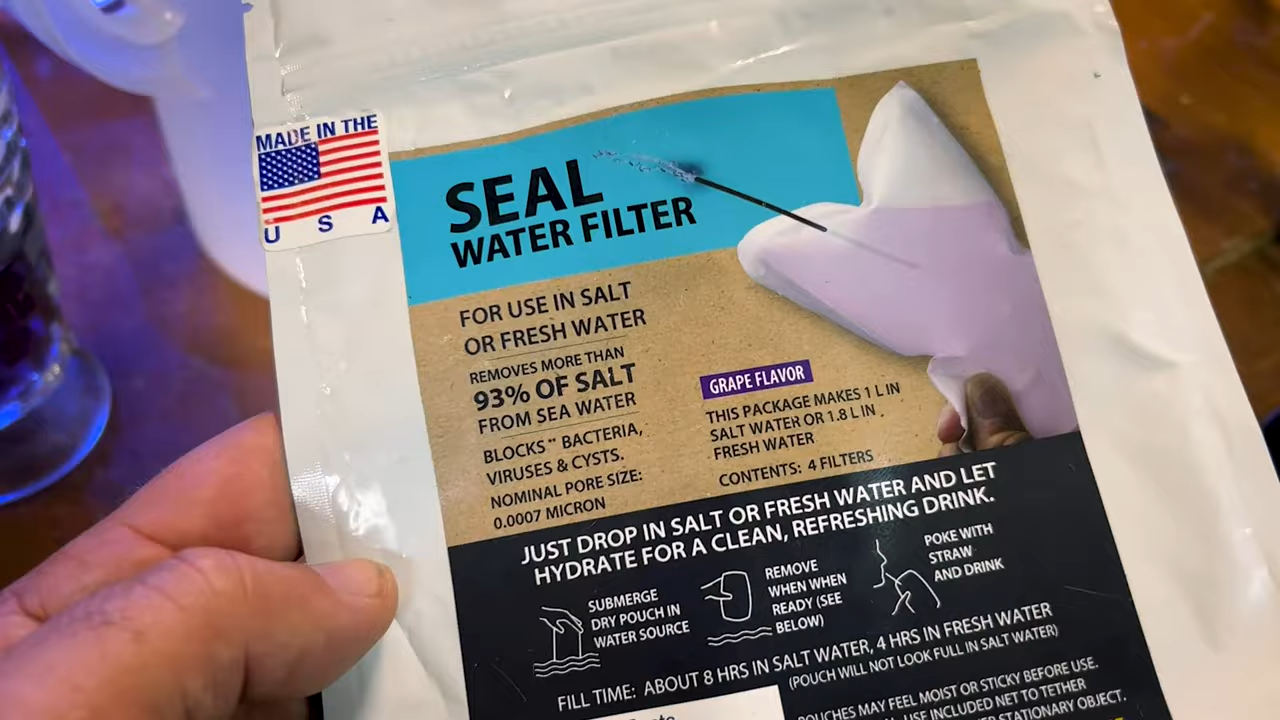 MADE IN THE
U S A
SEAL
WATER FILTER
FOR USE IN SALT
OR FRESH WATER
REMOVES MORE THAN
93% OF SALT
FROM SEA WATER
BLOCKS** BACTERIA,
VIRUSES & CYSTS.
NOMINAL PORE SIZE:
0.0007 MICRON
GRAPE FLAVOR
THIS PACKAGE MAKES 1 L IN
SALT WATER OR 1.8 L IN
FRESH WATER
CONTENTS: 4 FILTERS
JUST DROP IN SALT OR FRESH WATER AND LET
HYDRATE FOR A CLEAN, REFRESHING DRINK.
SUBMERGE
DRY POUCH IN
WATER SOURCE
REMOVE
WHEN WHEN
READY (SEE
BELOW)
POKE WITH
STRAW
AND DRINK
FILL TIME: ABOUT 8 HRS IN SALT WATER, 4 HRS IN FRESH WATER
(POUCH WILL NOT LOOK FULL IN SALT WATER)
POUCHES MAY FEEL MOIST OR STICKY BEFORE USE.
USE INCLUDED NET TO TETHER
STATIONARY OBJECT.